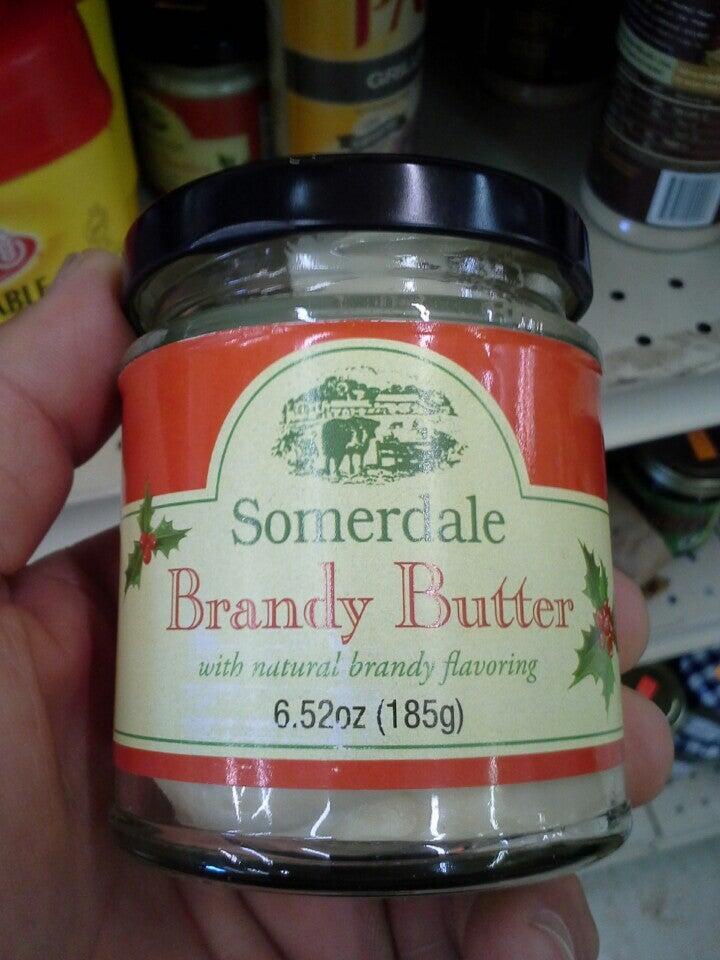 Somerdale
Brandy Butter
with natural brandy flavoring
6.52oz (185g)